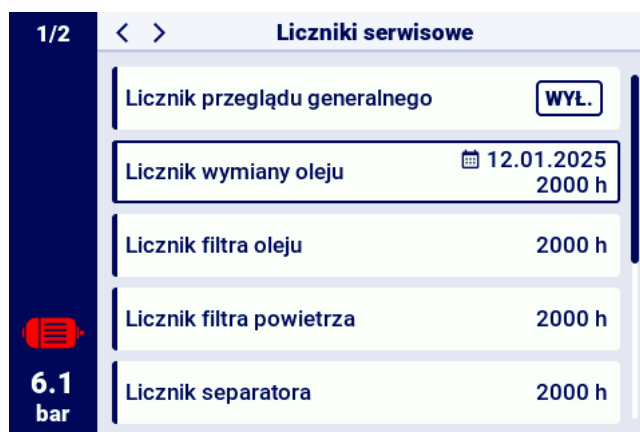 1/2
< > Liczniki serwisowe
Licznik przeglądu generalnego WYŁ.
Licznik wymiany oleju 12.01.2025
2000 h
Licznik filtra oleju 2000 h
Licznik filtra powietrza 2000 h
Licznik separatora 2000 h
6.1
bar